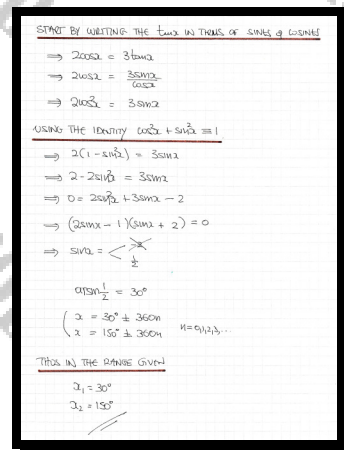 START BY WRITING THE tanx IN TERMS OF SINES & COSINES
⇒ 2cosx = 3tanx
⇒ 2cosx = 3sinx/cosx
⇒ 2cos²x = 3sinx
USING THE IDENTITY cos²x + sin²x ≡ 1
⇒ 2(1 - sin²x) = 3sinx
⇒ 2 - 2sin²x = 3sinx
⇒ 0 = 2sin²x + 3sinx - 2
⇒ (2sinx - 1)(sinx + 2) = 0
⇒ sinx = < -2
1/2
arcsin 1/2 = 30°
( x = 30° ± 360n
( x = 150° ± 360n n=0,1,2,3,...
THUS IN THE RANGE GIVEN
x₁ = 30°
x₂ = 150°